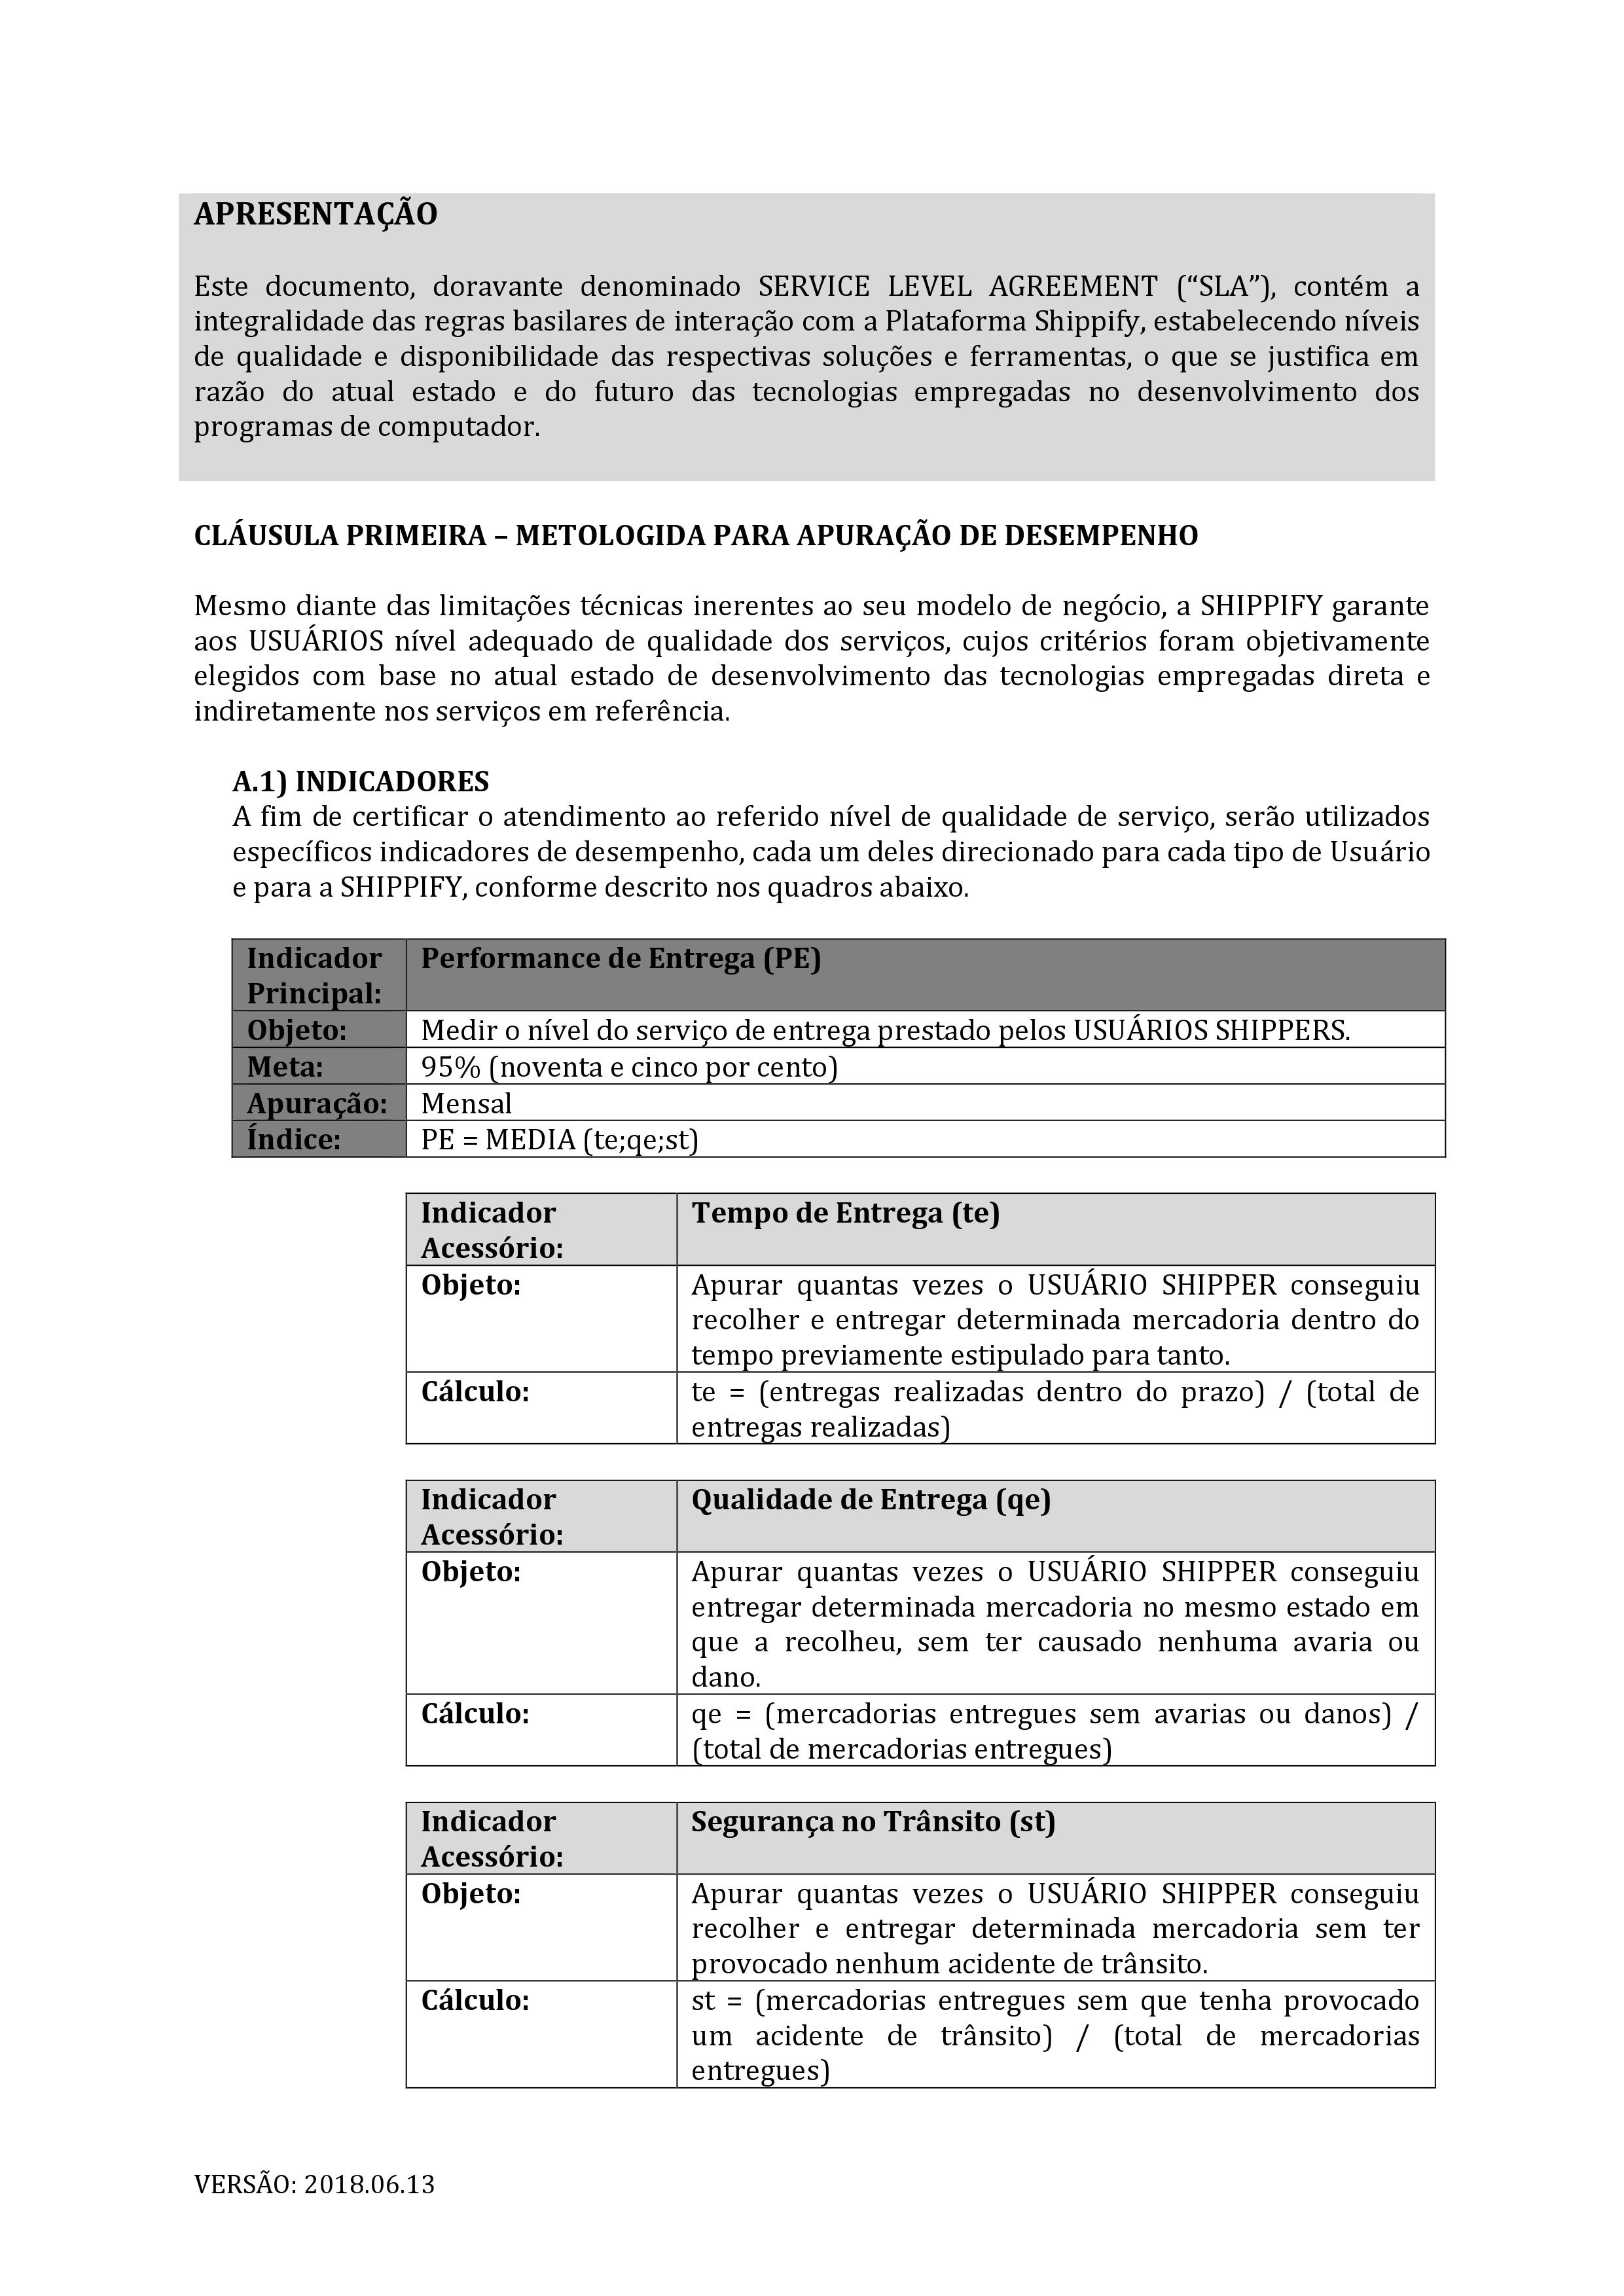 APRESENTAÇÃO
Este documento, doravante denominado SERVICE LEVEL AGREEMENT (“SLA”), contém a
integralidade das regras basilares de interação com a Plataforma Shippify, estabelecendo níveis
de qualidade e disponibilidade das respectivas soluções e ferramentas, o que se justifica em
razão do atual estado e do futuro das tecnologias empregadas no desenvolvimento dos
programas de computador.
CLÁUSULA PRIMEIRA – METOLOGIDA PARA APURAÇÃO DE DESEMPENHO
Mesmo diante das limitações técnicas inerentes ao seu modelo de negócio, a SHIPPIFY garante
aos USUÁRIOS nível adequado de qualidade dos serviços, cujos critérios foram objetivamente
elegidos com base no atual estado de desenvolvimento das tecnologias empregadas direta e
indiretamente nos serviços em referência.
A.1) INDICADORES
A fim de certificar o atendimento ao referido nível de qualidade de serviço, serão utilizados
específicos indicadores de desempenho, cada um deles direcionado para cada tipo de Usuário
e para a SHIPPIFY, conforme descrito nos quadros abaixo.
Indicador
Principal:
Performance de Entrega (PE)
Objeto:
Medir o nível do serviço de entrega prestado pelos USUÁRIOS SHIPPERS.
Meta:
95% (noventa e cinco por cento)
Apuração:
Mensal
Índice:
PE = MEDIA (te;qe;st)
Indicador
Acessório:
Tempo de Entrega (te)
Objeto:
Apurar quantas vezes o USUÁRIO SHIPPER conseguiu
recolher e entregar determinada mercadoria dentro do
tempo previamente estipulado para tanto.
Cálculo:
te = (entregas realizadas dentro do prazo) / (total de
entregas realizadas)
Indicador
Acessório:
Qualidade de Entrega (qe)
Objeto:
Apurar quantas vezes o USUÁRIO SHIPPER conseguiu
entregar determinada mercadoria no mesmo estado em
que a recolheu, sem ter causado nenhuma avaria ou
dano.
Cálculo:
qe = (mercadorias entregues sem avarias ou danos) /
(total de mercadorias entregues)
Indicador
Acessório:
Segurança no Trânsito (st)
Objeto:
Apurar quantas vezes o USUÁRIO SHIPPER conseguiu
recolher e entregar determinada mercadoria sem ter
provocado nenhum acidente de trânsito.
Cálculo:
st = (mercadorias entregues sem que tenha provocado
um acidente de trânsito) / (total de mercadorias
entregues)
VERSÃO: 2018.06.13